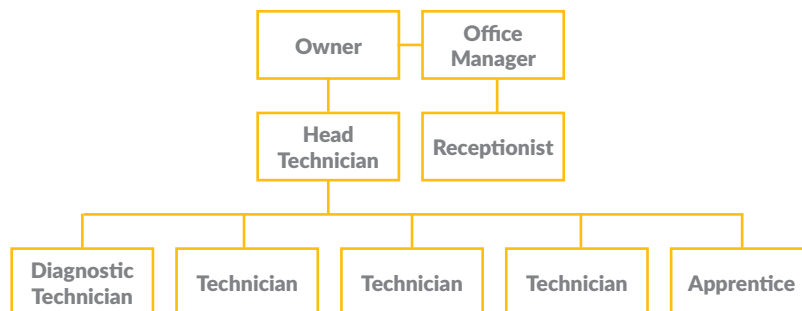 Owner
Office
Manager
Head
Technician
Receptionist
Diagnostic
Technician
Technician
Technician
Technician
Apprentice